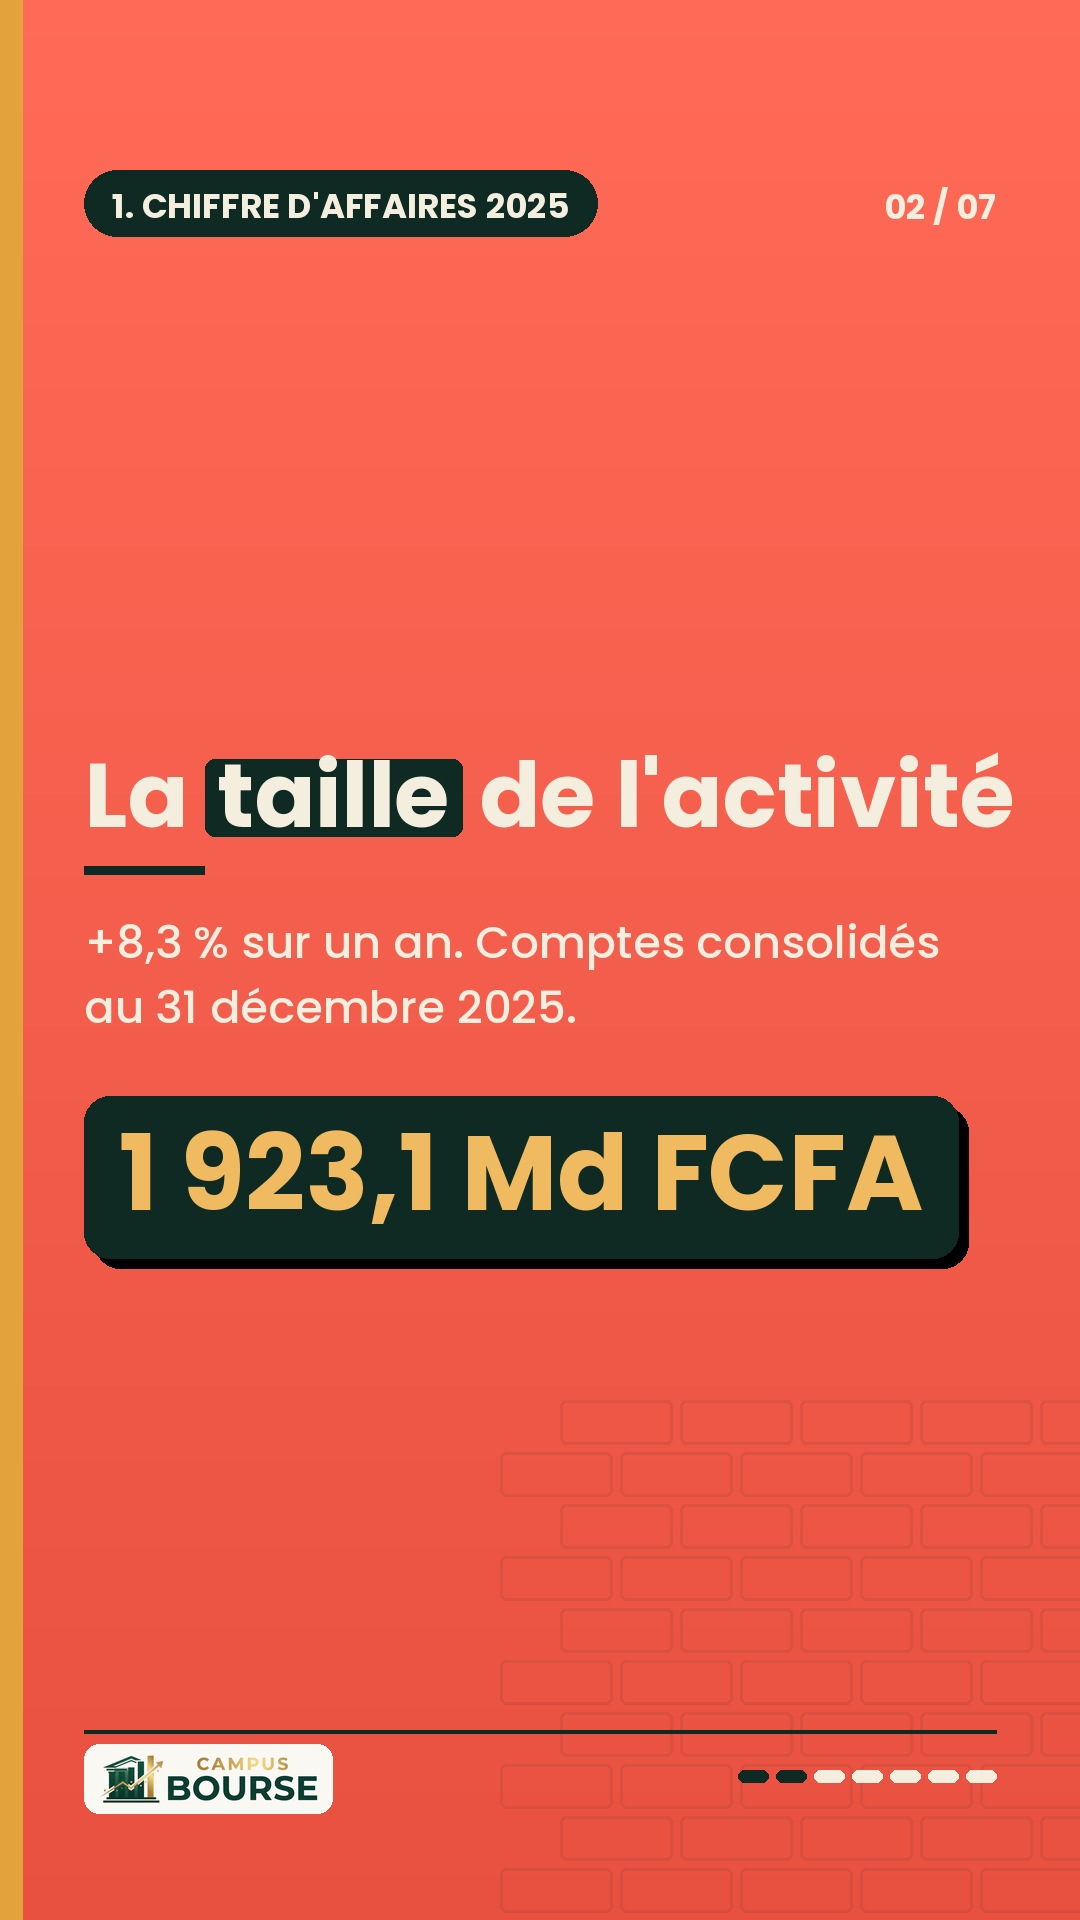 1. CHIFFRE D'AFFAIRES 2025
02 / 07
La taille de l'activité
+8,3 % sur un an. Comptes consolidés
au 31 décembre 2025.
1 923,1 Md FCFA
CAMPUS
BOURSE